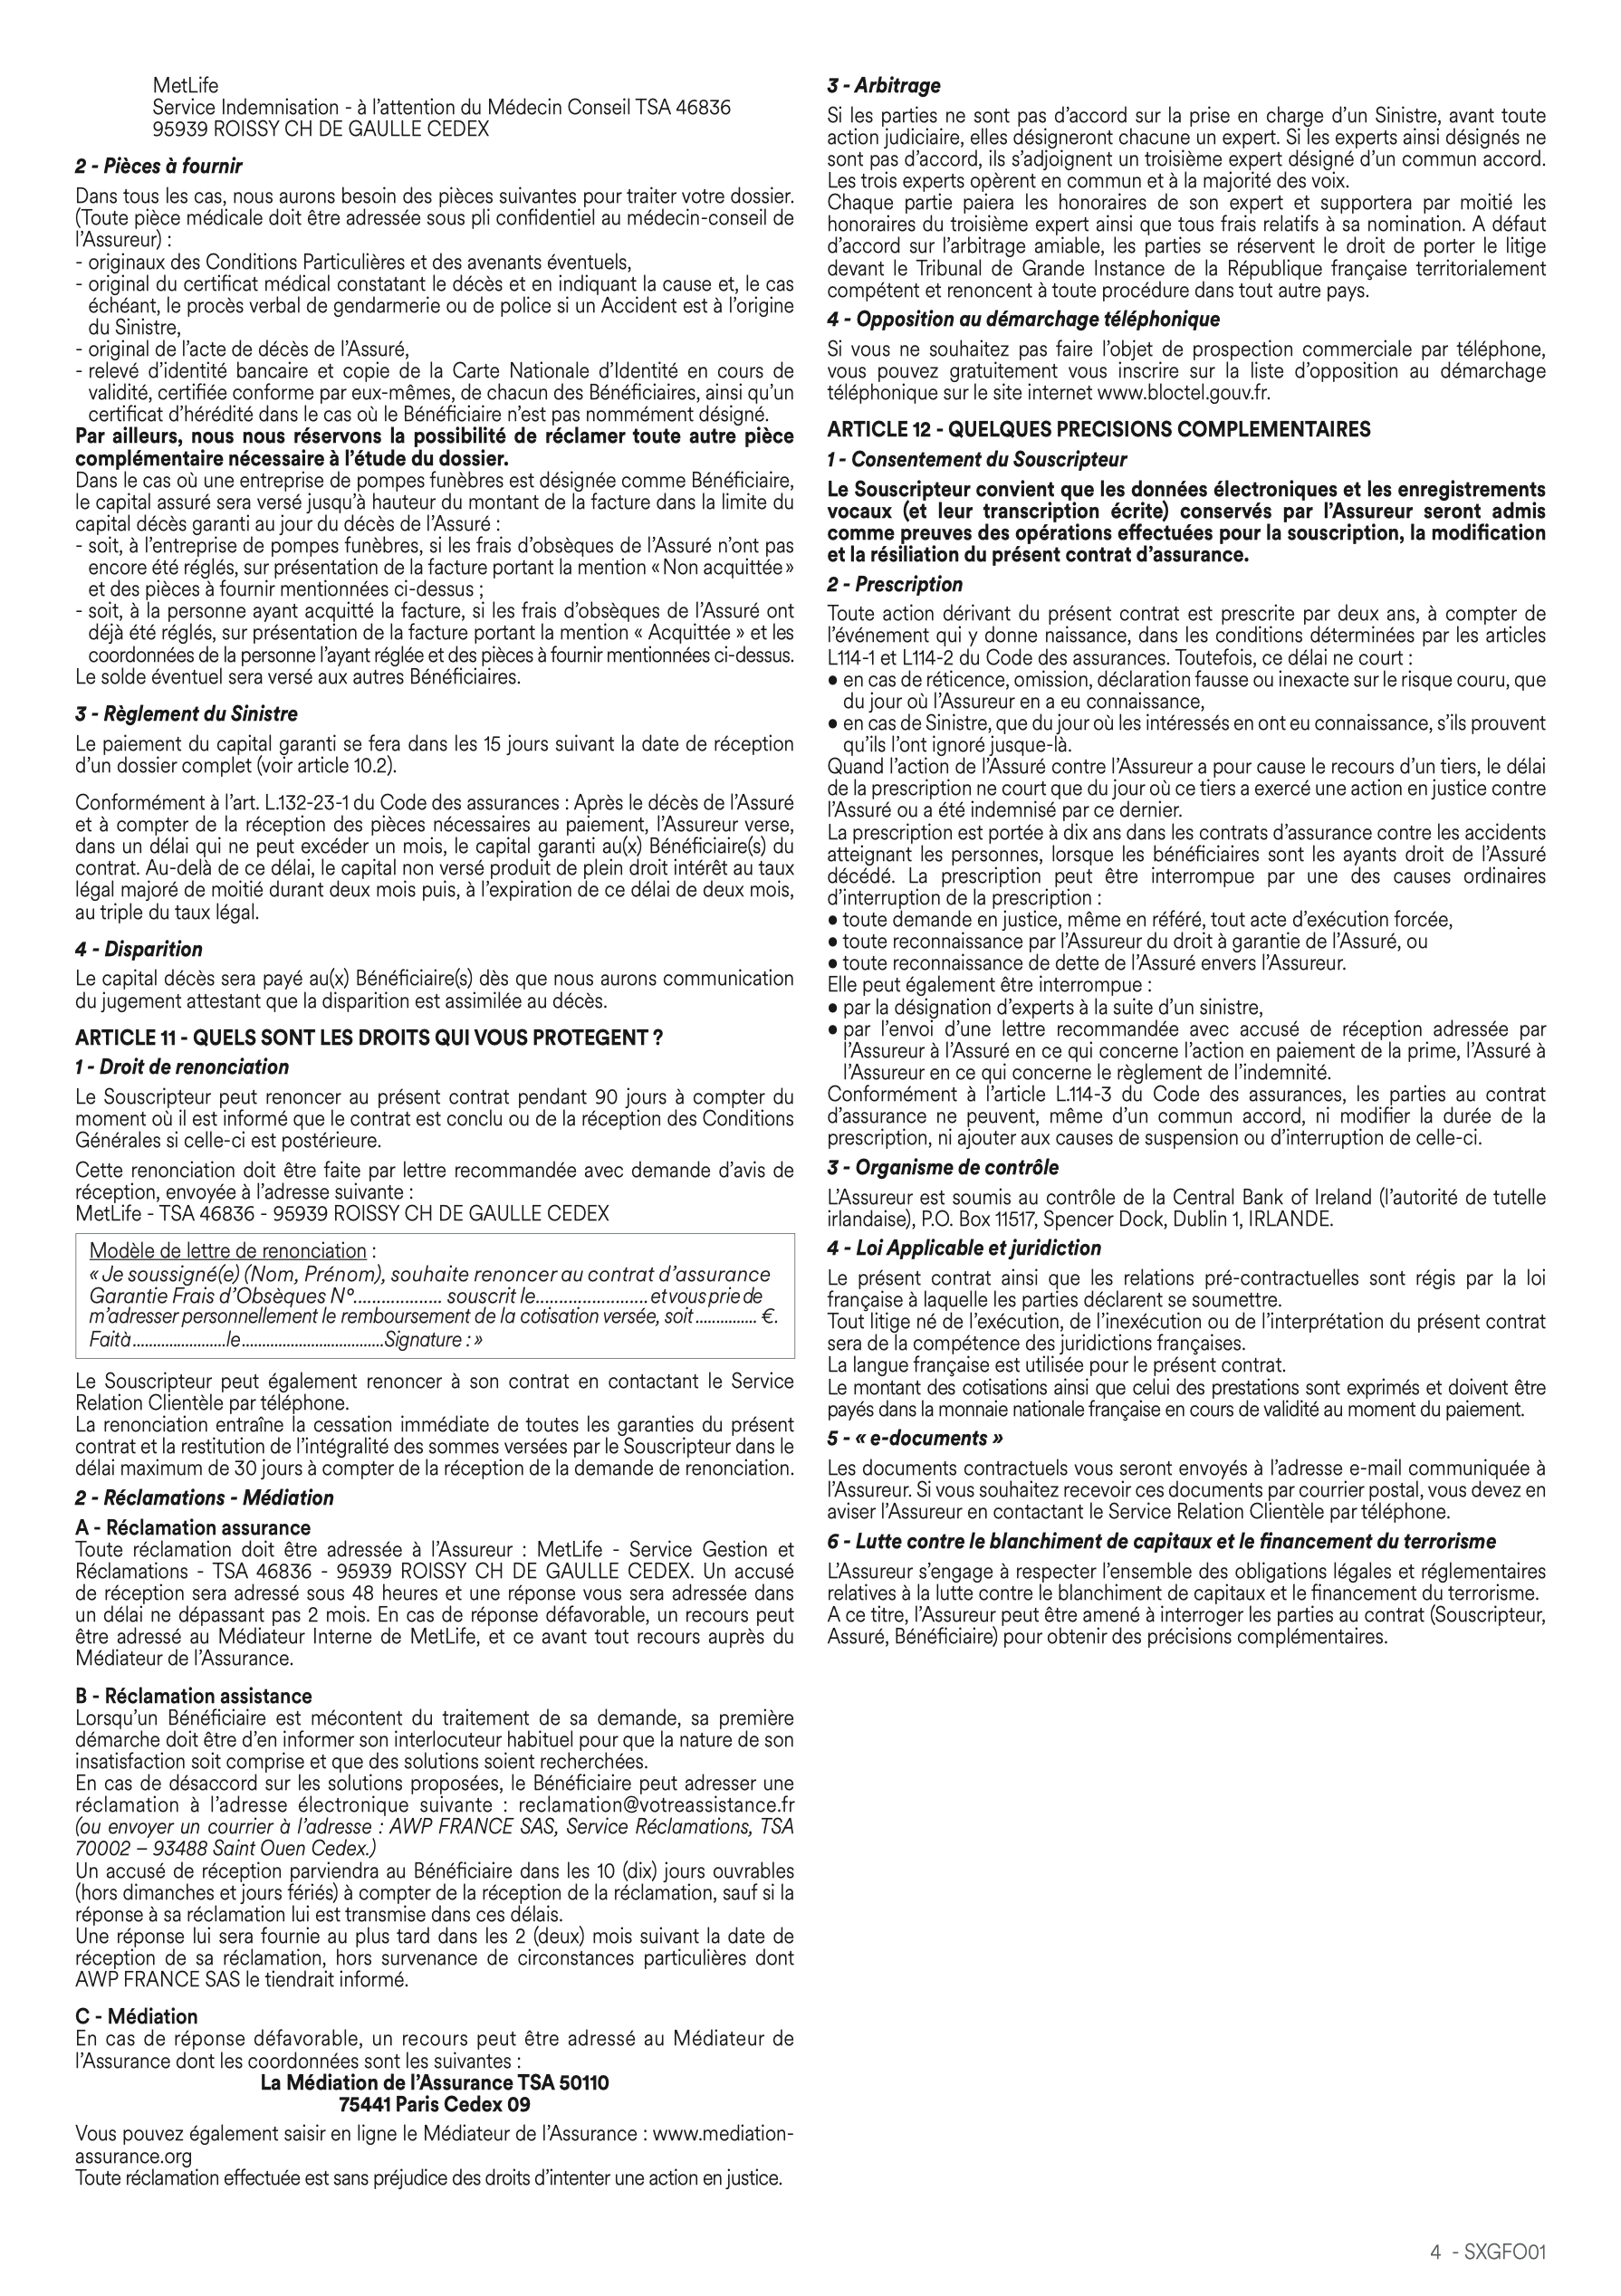 MetLife
Service Indemnisation - à l’attention du Médecin Conseil TSA 46836
95939 ROISSY CH DE GAULLE CEDEX
2 - Pièces à fournir
Dans tous les cas, nous aurons besoin des pièces suivantes pour traiter votre dossier.
(Toute pièce médicale doit être adressée sous pli confidentiel au médecin-conseil de
l’Assureur) :
- originaux des Conditions Particulières et des avenants éventuels,
- original du certificat médical constatant le décès et en indiquant la cause et, le cas
échéant, le procès verbal de gendarmerie ou de police si un Accident est à l’origine
du Sinistre,
- original de l’acte de décès de l’Assuré,
- relevé d’identité bancaire et copie de la Carte Nationale d’Identité en cours de
validité, certifiée conforme par eux-mêmes, de chacun des Bénéficiaires, ainsi qu’un
certificat d’hérédité dans le cas où le Bénéficiaire n’est pas nommément désigné.
Par ailleurs, nous nous réservons la possibilité de réclamer toute autre pièce
complémentaire nécessaire à l’étude du dossier.
Dans le cas où une entreprise de pompes funèbres est désignée comme Bénéficiaire,
le capital assuré sera versé jusqu’à hauteur du montant de la facture dans la limite du
capital décès garanti au jour du décès de l’Assuré :
- soit, à l’entreprise de pompes funèbres, si les frais d’obsèques de l’Assuré n’ont pas
encore été réglés, sur présentation de la facture portant la mention « Non acquittée »
et des pièces à fournir mentionnées ci-dessus ;
- soit, à la personne ayant acquitté la facture, si les frais d’obsèques de l’Assuré ont
déjà été réglés, sur présentation de la facture portant la mention « Acquittée » et les
coordonnées de la personne l’ayant réglée et des pièces à fournir mentionnées ci-dessus.
Le solde éventuel sera versé aux autres Bénéficiaires.
3 - Règlement du Sinistre
Le paiement du capital garanti se fera dans les 15 jours suivant la date de réception
d’un dossier complet (voir article 10.2).
Conformément à l’art. L.132-23-1 du Code des assurances : Après le décès de l’Assuré
et à compter de la réception des pièces nécessaires au paiement, l’Assureur verse,
dans un délai qui ne peut excéder un mois, le capital garanti au(x) Bénéficiaire(s) du
contrat. Au-delà de ce délai, le capital non versé produit de plein droit intérêt au taux
légal majoré de moitié durant deux mois puis, à l’expiration de ce délai de deux mois,
au triple du taux légal.
4 - Disparition
Le capital décès sera payé au(x) Bénéficiaire(s) dès que nous aurons communication
du jugement attestant que la disparition est assimilée au décès.
ARTICLE 11 - QUELS SONT LES DROITS QUI VOUS PROTEGENT ?
1 - Droit de renonciation
Le Souscripteur peut renoncer au présent contrat pendant 90 jours à compter du
moment où il est informé que le contrat est conclu ou de la réception des Conditions
Générales si celle-ci est postérieure.
Cette renonciation doit être faite par lettre recommandée avec demande d’avis de
réception, envoyée à l’adresse suivante :
MetLife - TSA 46836 - 95939 ROISSY CH DE GAULLE CEDEX
Modèle de lettre de renonciation :
« Je soussigné(e) (Nom, Prénom), souhaite renoncer au contrat d’assurance
Garantie Frais d’Obsèques N°................... souscrit le........................ et vous prie de
m’adresser personnellement le remboursement de la cotisation versée, soit ............... €.
Fait à .......................le ...................................Signature : »
Le Souscripteur peut également renoncer à son contrat en contactant le Service
Relation Clientèle par téléphone.
La renonciation entraîne la cessation immédiate de toutes les garanties du présent
contrat et la restitution de l’intégralité des sommes versées par le Souscripteur dans le
délai maximum de 30 jours à compter de la réception de la demande de renonciation.
2 - Réclamations - Médiation
A - Réclamation assurance
Toute réclamation doit être adressée à l’Assureur : MetLife - Service Gestion et
Réclamations - TSA 46836 - 95939 ROISSY CH DE GAULLE CEDEX. Un accusé
de réception sera adressé sous 48 heures et une réponse vous sera adressée dans
un délai ne dépassant pas 2 mois. En cas de réponse défavorable, un recours peut
être adressé au Médiateur Interne de MetLife, et ce avant tout recours auprès du
Médiateur de l’Assurance.
B - Réclamation assistance
Lorsqu’un Bénéficiaire est mécontent du traitement de sa demande, sa première
démarche doit être d’en informer son interlocuteur habituel pour que la nature de son
insatisfaction soit comprise et que des solutions soient recherchées.
En cas de désaccord sur les solutions proposées, le Bénéficiaire peut adresser une
réclamation à l’adresse électronique suivante : reclamation@votreassistance.fr
(ou envoyer un courrier à l’adresse : AWP FRANCE SAS, Service Réclamations, TSA
70002 – 93488 Saint Ouen Cedex.)
Un accusé de réception parviendra au Bénéficiaire dans les 10 (dix) jours ouvrables
(hors dimanches et jours fériés) à compter de la réception de la réclamation, sauf si la
réponse à sa réclamation lui est transmise dans ces délais.
Une réponse lui sera fournie au plus tard dans les 2 (deux) mois suivant la date de
réception de sa réclamation, hors survenance de circonstances particulières dont
AWP FRANCE SAS le tiendrait informé.
C - Médiation
En cas de réponse défavorable, un recours peut être adressé au Médiateur de
l’Assurance dont les coordonnées sont les suivantes :
La Médiation de l’Assurance TSA 50110
75441 Paris Cedex 09
Vous pouvez également saisir en ligne le Médiateur de l’Assurance : www.mediation-
assurance.org
Toute réclamation effectuée est sans préjudice des droits d’intenter une action en justice.
3 - Arbitrage
Si les parties ne sont pas d’accord sur la prise en charge d’un Sinistre, avant toute
action judiciaire, elles désigneront chacune un expert. Si les experts ainsi désignés ne
sont pas d’accord, ils s’adjoignent un troisième expert désigné d’un commun accord.
Les trois experts opèrent en commun et à la majorité des voix.
Chaque partie paiera les honoraires de son expert et supportera par moitié les
honoraires du troisième expert ainsi que tous frais relatifs à sa nomination. A défaut
d’accord sur l’arbitrage amiable, les parties se réservent le droit de porter le litige
devant le Tribunal de Grande Instance de la République française territorialement
compétent et renoncent à toute procédure dans tout autre pays.
4 - Opposition au démarchage téléphonique
Si vous ne souhaitez pas faire l’objet de prospection commerciale par téléphone,
vous pouvez gratuitement vous inscrire sur la liste d’opposition au démarchage
téléphonique sur le site internet www.bloctel.gouv.fr.
ARTICLE 12 - QUELQUES PRECISIONS COMPLEMENTAIRES
1 - Consentement du Souscripteur
Le Souscripteur convient que les données électroniques et les enregistrements
vocaux (et leur transcription écrite) conservés par l’Assureur seront admis
comme preuves des opérations effectuées pour la souscription, la modification
et la résiliation du présent contrat d’assurance.
2 - Prescription
Toute action dérivant du présent contrat est prescrite par deux ans, à compter de
l’événement qui y donne naissance, dans les conditions déterminées par les articles
L114-1 et L114-2 du Code des assurances. Toutefois, ce délai ne court :
● en cas de réticence, omission, déclaration fausse ou inexacte sur le risque couru, que
du jour où l’Assureur en a eu connaissance,
● en cas de Sinistre, que du jour où les intéressés en ont eu connaissance, s’ils prouvent
qu’ils l’ont ignoré jusque-là.
Quand l’action de l’Assuré contre l’Assureur a pour cause le recours d’un tiers, le délai
de la prescription ne court que du jour où ce tiers a exercé une action en justice contre
l’Assuré ou a été indemnisé par ce dernier.
La prescription est portée à dix ans dans les contrats d’assurance contre les accidents
atteignant les personnes, lorsque les bénéficiaires sont les ayants droit de l’Assuré
décédé. La prescription peut être interrompue par une des causes ordinaires
d’interruption de la prescription :
● toute demande en justice, même en référé, tout acte d’exécution forcée,
● toute reconnaissance par l’Assureur du droit à garantie de l’Assuré, ou
● toute reconnaissance de dette de l’Assuré envers l’Assureur.
Elle peut également être interrompue :
● par la désignation d’experts à la suite d’un sinistre,
● par l’envoi d’une lettre recommandée avec accusé de réception adressée par
l’Assureur à l’Assuré en ce qui concerne l’action en paiement de la prime, l’Assuré à
l’Assureur en ce qui concerne le règlement de l’indemnité.
Conformément à l’article L.114-3 du Code des assurances, les parties au contrat
d’assurance ne peuvent, même d’un commun accord, ni modifier la durée de la
prescription, ni ajouter aux causes de suspension ou d’interruption de celle-ci.
3 - Organisme de contrôle
L’Assureur est soumis au contrôle de la Central Bank of Ireland (l’autorité de tutelle
irlandaise), P.O. Box 11517, Spencer Dock, Dublin 1, IRLANDE.
4 - Loi Applicable et juridiction
Le présent contrat ainsi que les relations pré-contractuelles sont régis par la loi
française à laquelle les parties déclarent se soumettre.
Tout litige né de l’exécution, de l’inexécution ou de l’interprétation du présent contrat
sera de la compétence des juridictions françaises.
La langue française est utilisée pour le présent contrat.
Le montant des cotisations ainsi que celui des prestations sont exprimés et doivent être
payés dans la monnaie nationale française en cours de validité au moment du paiement.
5 - « e-documents »
Les documents contractuels vous seront envoyés à l’adresse e-mail communiquée à
l’Assureur. Si vous souhaitez recevoir ces documents par courrier postal, vous devez en
aviser l’Assureur en contactant le Service Relation Clientèle par téléphone.
6 - Lutte contre le blanchiment de capitaux et le financement du terrorisme
L’Assureur s’engage à respecter l’ensemble des obligations légales et réglementaires
relatives à la lutte contre le blanchiment de capitaux et le financement du terrorisme.
A ce titre, l’Assureur peut être amené à interroger les parties au contrat (Souscripteur,
Assuré, Bénéficiaire) pour obtenir des précisions complémentaires.
4 - SXGFO01